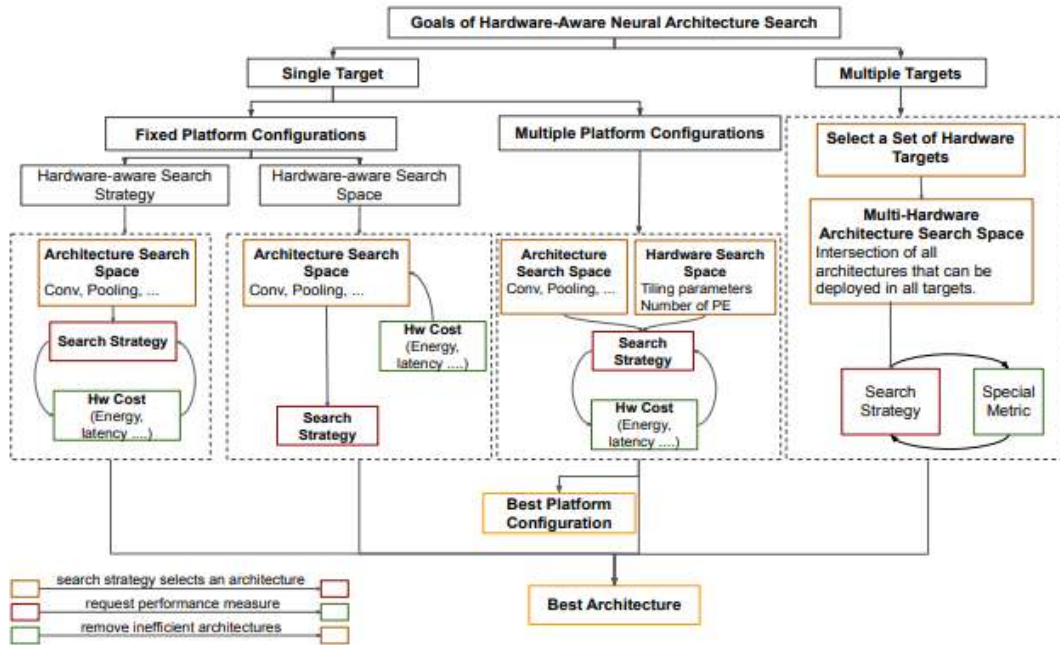 Goals of Hardware-Aware Neural Architecture Search
Single Target
Multiple Targets
Fixed Platform Configurations
Multiple Platform Configurations
Hardware-aware Search
Strategy
Hardware-aware Search
Space
Architecture Search
Space
Conv, Pooling, ...
Search Strategy
Hw Cost
(Energy,
latency ....)
Architecture Search
Space
Conv, Pooling, ...
Hw Cost
(Energy,
latency ....)
Search
Strategy
Architecture
Search Space
Conv, Pooling, ...
Hardware Search
Space
Tiling parameters
Number of PE
Search
Strategy
Hw Cost
(Energy,
latency ....)
Select a Set of Hardware
Targets
Multi-Hardware
Architecture Search Space
Intersection of all
architectures that can be
deployed in all targets.
Search
Strategy
Special
Metric
Best Platform
Configuration
Best Architecture
search strategy selects an architecture
request performance measure
remove inefficient architectures